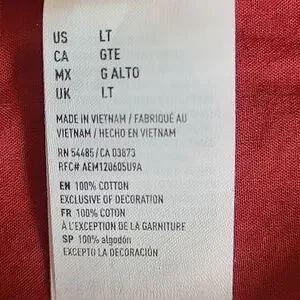 US LT
CA GTE
MX G ALTO
UK LT
MADE IN VIETNAM / FABRIQUÉ AU
VIETNAM / HECHO EN VIETNAM
RN 54485 / CA 03873
RFC# AEM120605U9A
EN 100% COTTON
EXCLUSIVE OF DECORATION
FR 100% COTON
À L'EXCEPTION DE LA GARNITURE
SP 100% algodón
EXCEPTO LA DECORACIÓN